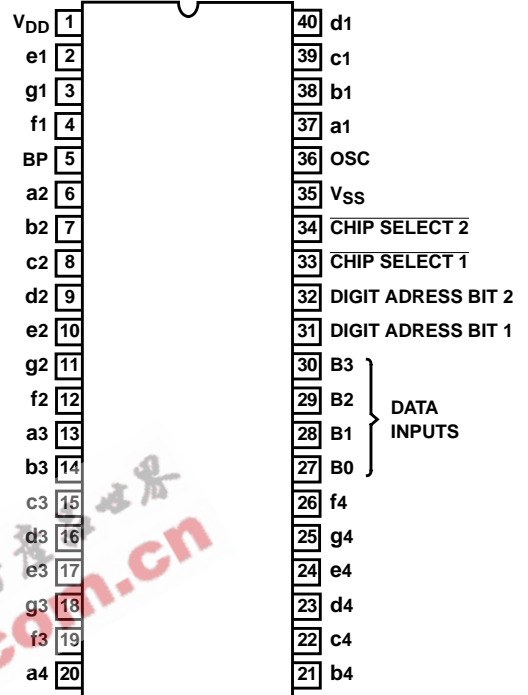 VDD 1
e1 2
g1 3
f1 4
BP 5
a2 6
b2 7
c2 8
d2 9
e2 10
g2 11
f2 12
a3 13
b3 14
c3 15
d3 16
e3 17
g3 18
f3 19
a4 20
40 d1
39 c1
38 b1
37 a1
36 OSC
35 VSS
34 CHIP SELECT 2
33 CHIP SELECT 1
32 DIGIT ADRESS BIT 2
31 DIGIT ADRESS BIT 1
30 B3
29 B2
28 B1
27 B0
DATA
INPUTS
26 f4
25 g4
24 e4
23 d4
22 c4
21 b4
世界
com.cn